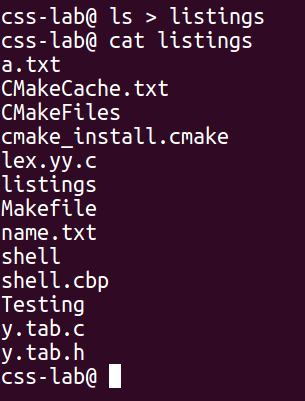 css-lab@ ls > listings
css-lab@ cat listings
a.txt
CMakeCache.txt
CMakeFiles
cmake_install.cmake
lex.yy.c
listings
Makefile
name.txt
shell
shell.cbp
Testing
y.tab.c
y.tab.h
css-lab@